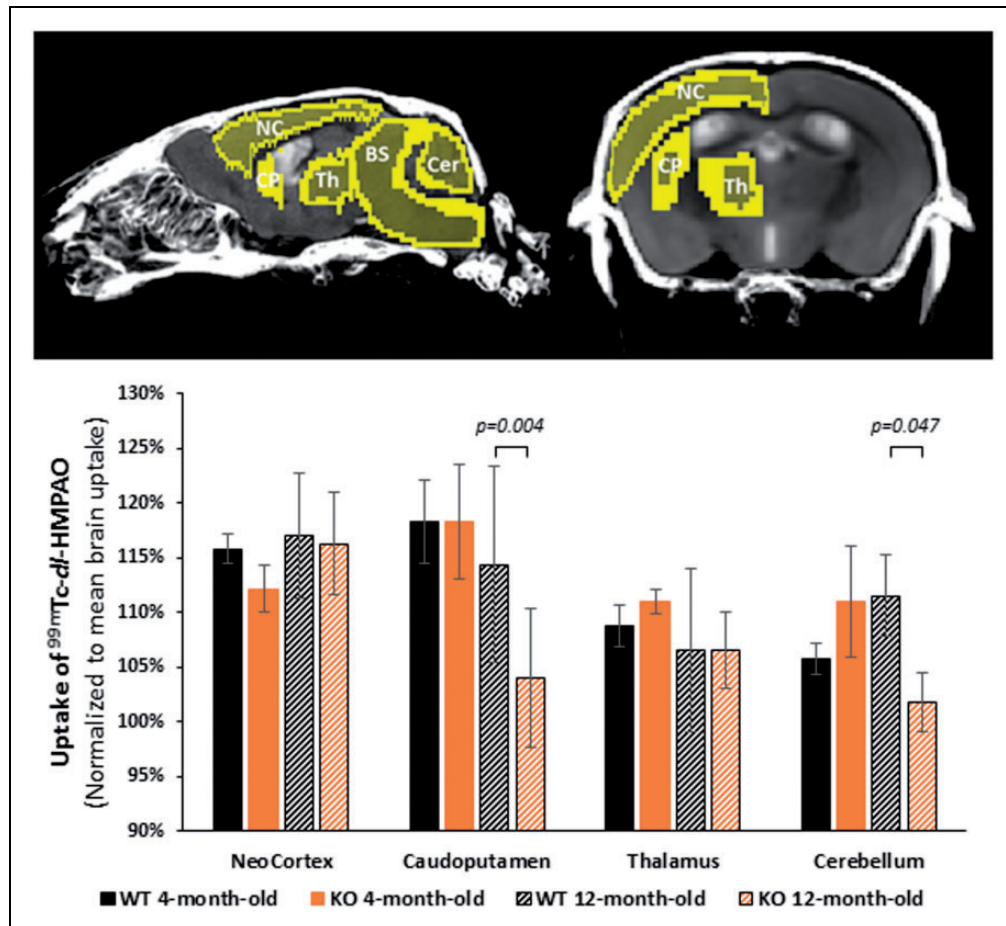 NC
CP
Th
BS
Cer
NC
CP
Th
Uptake of ⁹⁹ᵐTc-dl-HMPAO
(Normalized to mean brain uptake)
130%
125%
120%
115%
110%
105%
100%
95%
90%
p=0.004
p=0.047
NeoCortex Caudoputamen Thalamus Cerebellum
WT 4-month-old KO 4-month-old WT 12-month-old KO 12-month-old